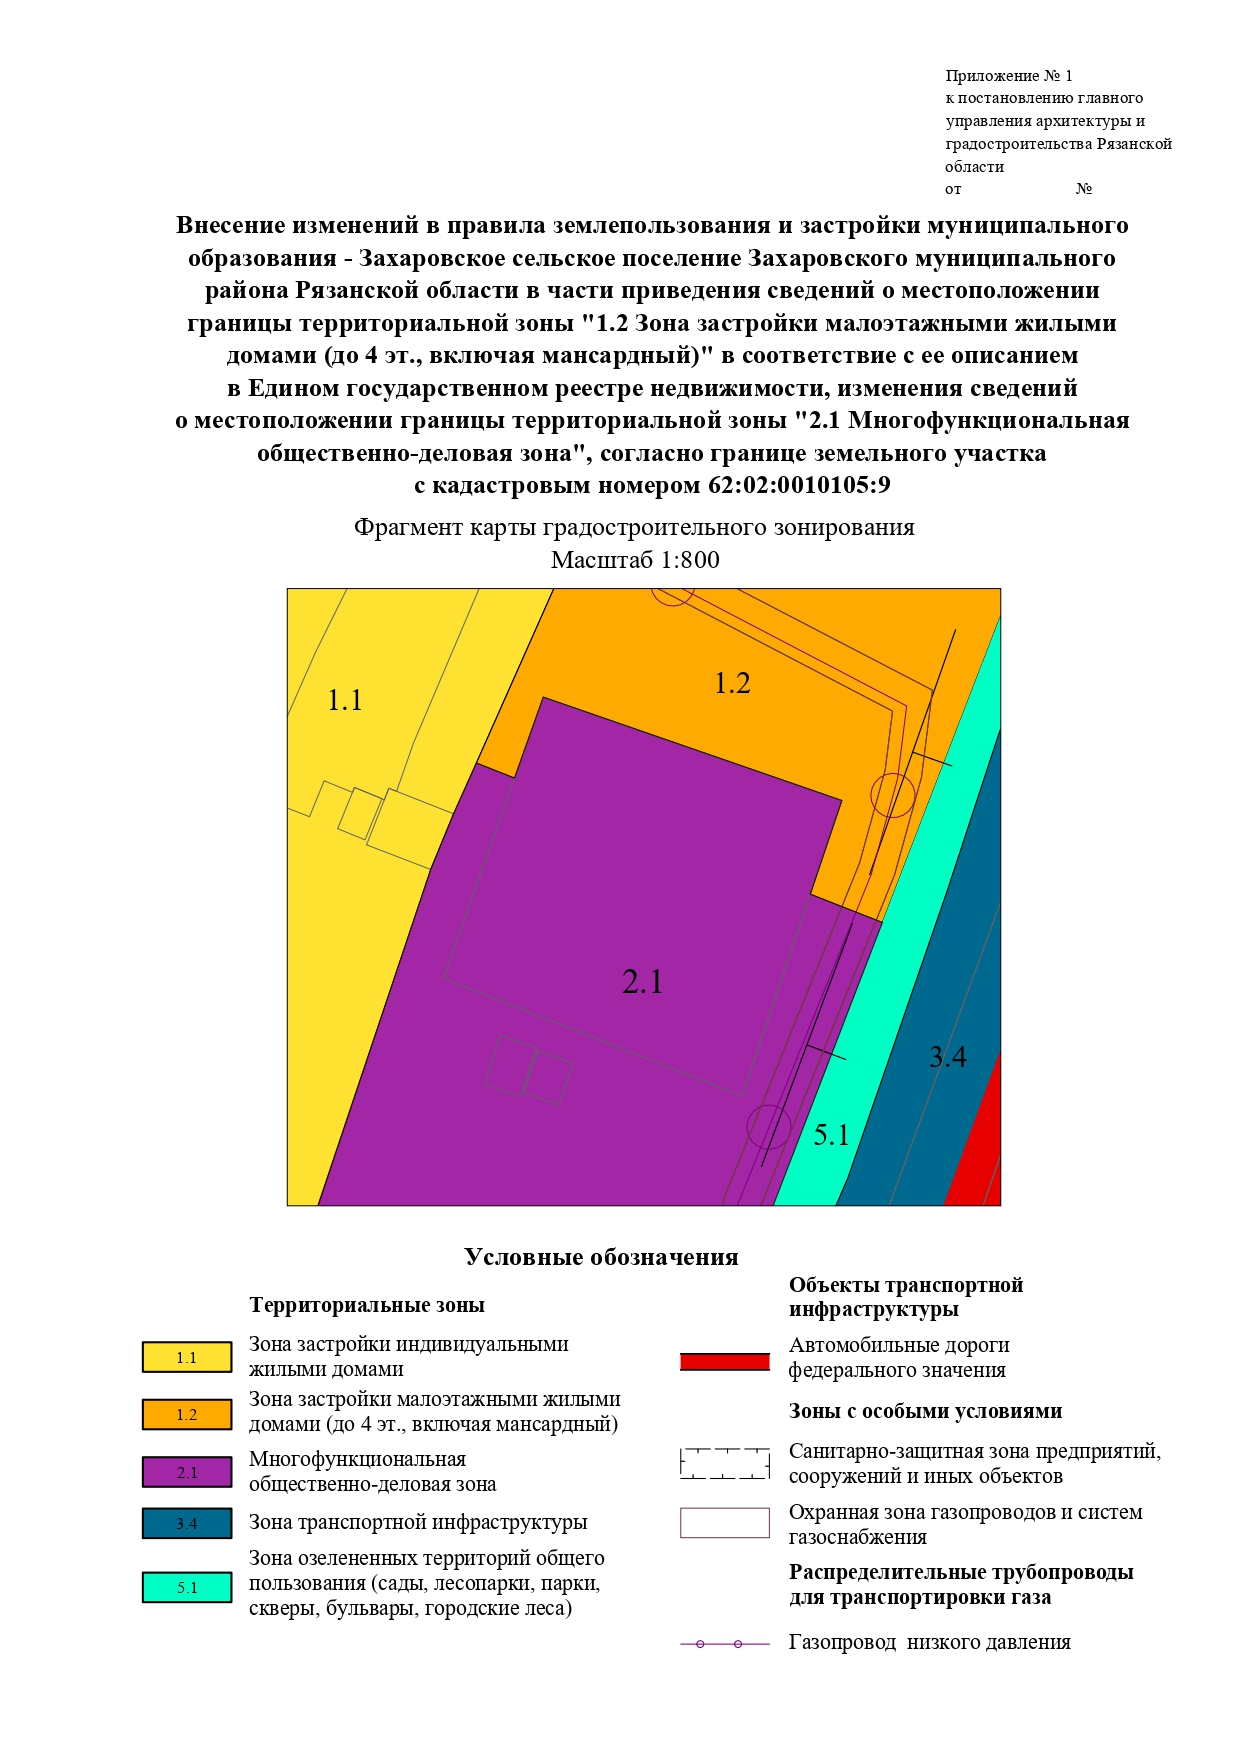 Приложение № 1
к постановлению главного
управления архитектуры и
градостроительства Рязанской
области
от №
Внесение изменений в правила землепользования и застройки муниципального
образования - Захаровское сельское поселение Захаровского муниципального
района Рязанской области в части приведения сведений о местоположении
границы территориальной зоны "1.2 Зона застройки малоэтажными жилыми
домами (до 4 эт., включая мансардный)" в соответствие с ее описанием
в Едином государственном реестре недвижимости, изменения сведений
о местоположении границы территориальной зоны "2.1 Многофункциональная
общественно-деловая зона", согласно границе земельного участка
с кадастровым номером 62:02:0010105:9
Фрагмент карты градостроительного зонирования
Масштаб 1:800
1.2
1.1
2.1
3.4
5.1
Условные обозначения
Территориальные зоны
1.1
Зона застройки индивидуальными
жилыми домами
1.2
Зона застройки малоэтажными жилыми
домами (до 4 эт., включая мансардный)
2.1
Многофункциональная
общественно-деловая зона
3.4
Зона транспортной инфраструктуры
5.1
Зона озелененных территорий общего
пользования (сады, лесопарки, парки,
скверы, бульвары, городские леса)
Объекты транспортной
инфраструктуры
Автомобильные дороги
федерального значения
Зоны с особыми условиями
Санитарно-защитная зона предприятий,
сооружений и иных объектов
Охранная зона газопроводов и систем
газоснабжения
Распределительные трубопроводы
для транспортировки газа
Газопровод низкого давления